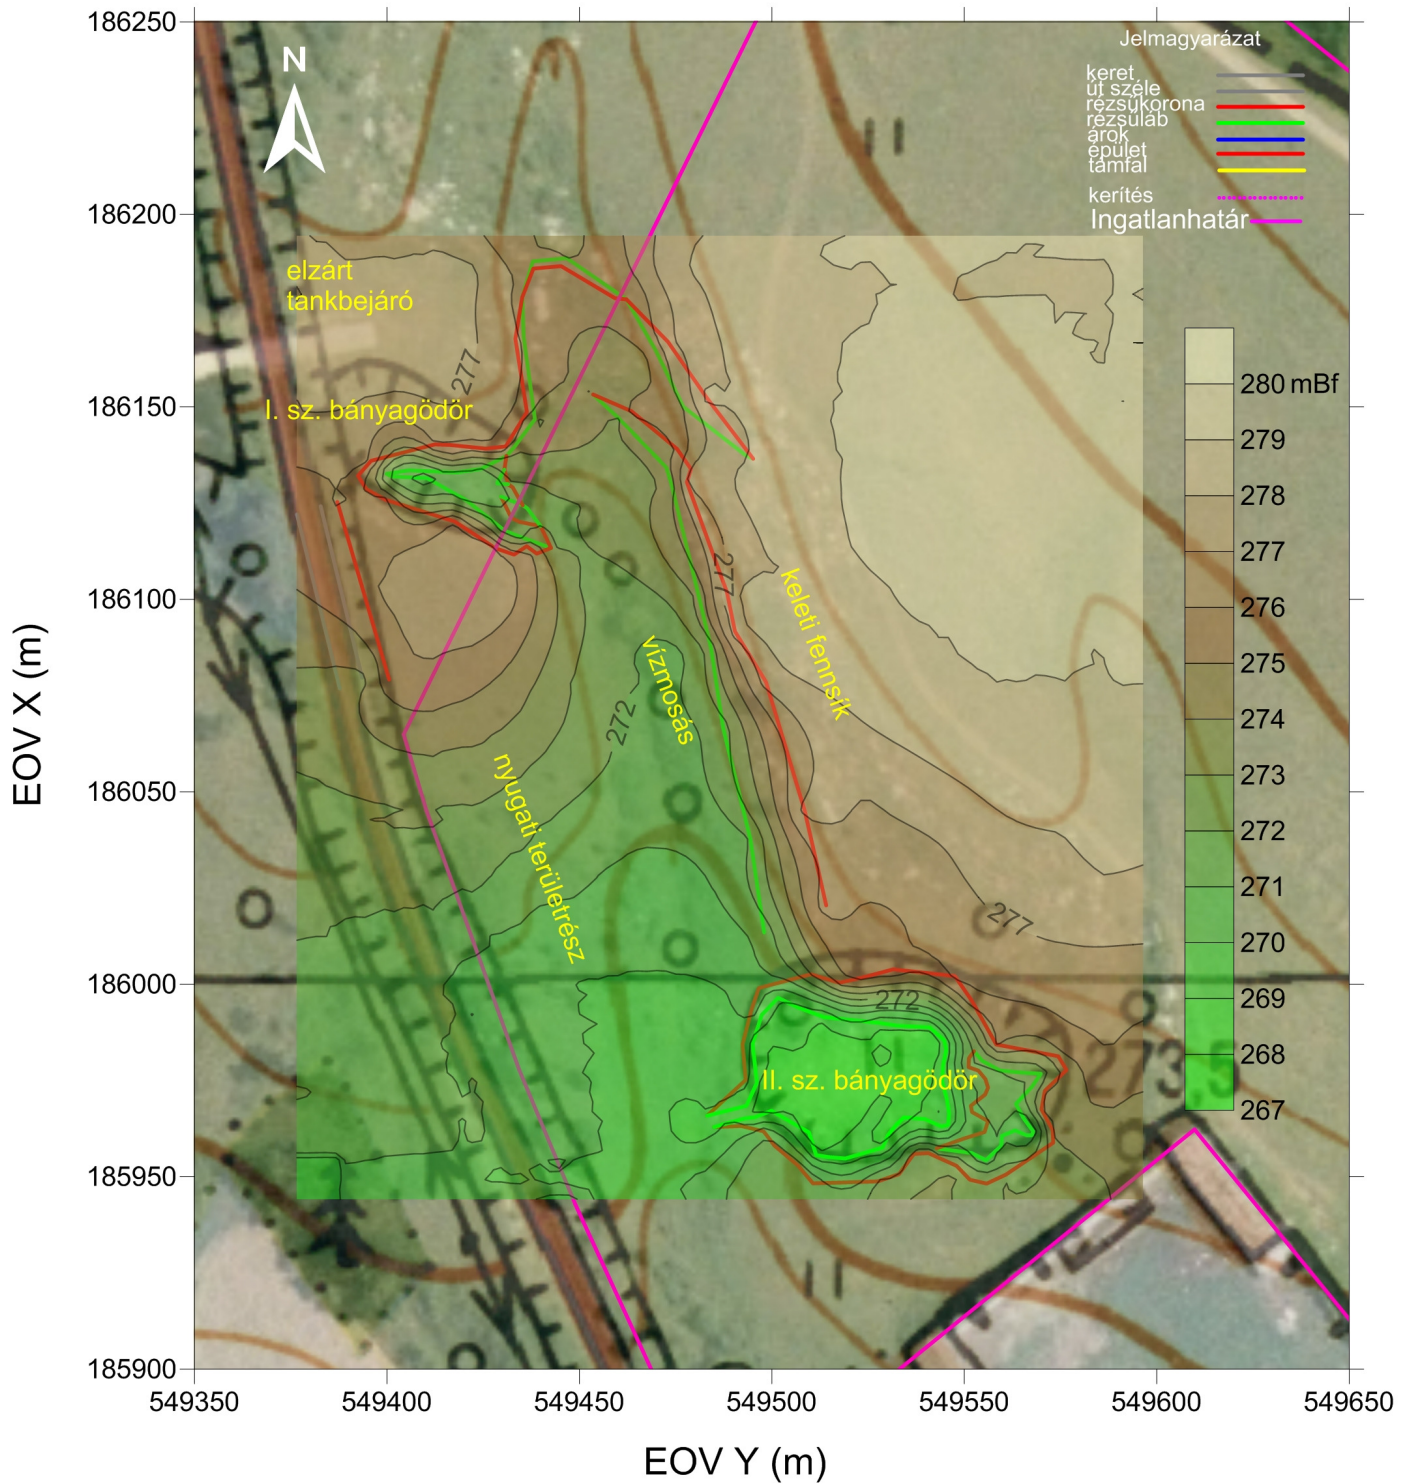 186250
186200
186150
186100
186050
186000
185950
185900
EOV X (m)
N
Jelmagyarázat
keret
út széle
rézsűkorona
rézsűláb
árok
épület
támfal
kerítés
Ingatlanhatár
elzárt
tankbejáró
277
I. sz. bányagödör
277
keleti fennsík
vízmosás
272
nyugati területrész
277
272
II. sz. bányagödör
273.5
280 mBf
279
278
277
276
275
274
273
272
271
270
269
268
267
549350
549400
549450
549500
549550
549600
549650
EOV Y (m)